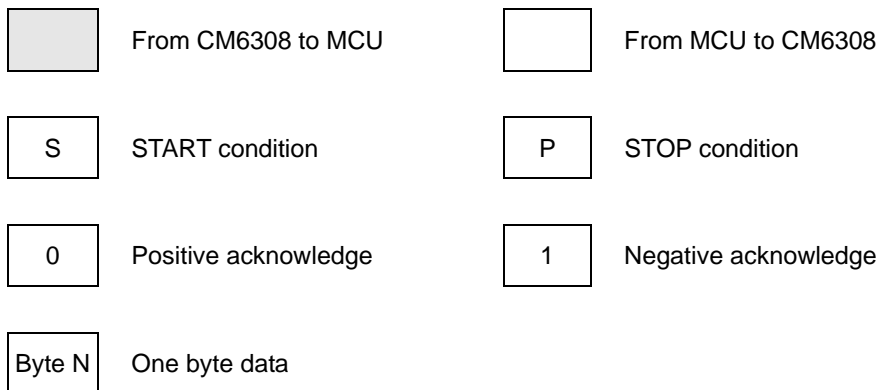 From CM6308 to MCU
From MCU to CM6308
S START condition
P STOP condition
0 Positive acknowledge
1 Negative acknowledge
Byte N One byte data